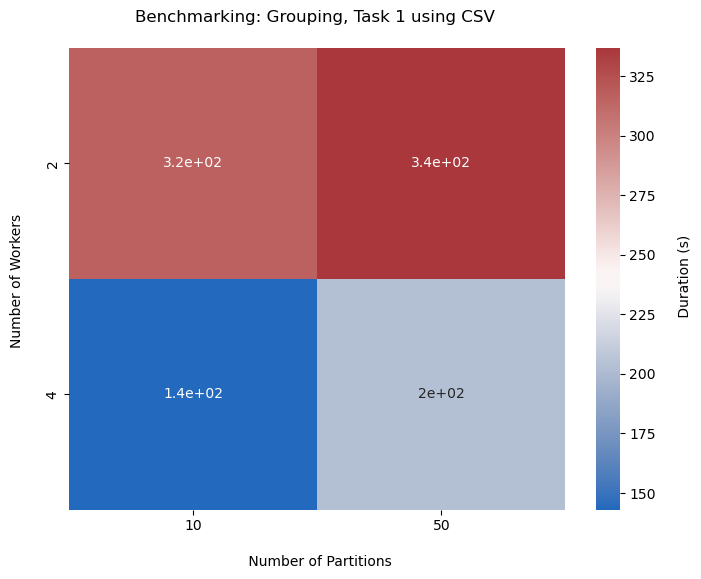 Benchmarking: Grouping, Task 1 using CSV
Number of Workers
2
4
3.2e+02
3.4e+02
1.4e+02
2e+02
10
50
Number of Partitions
325
300
275
250
225
200
175
150
Duration (s)